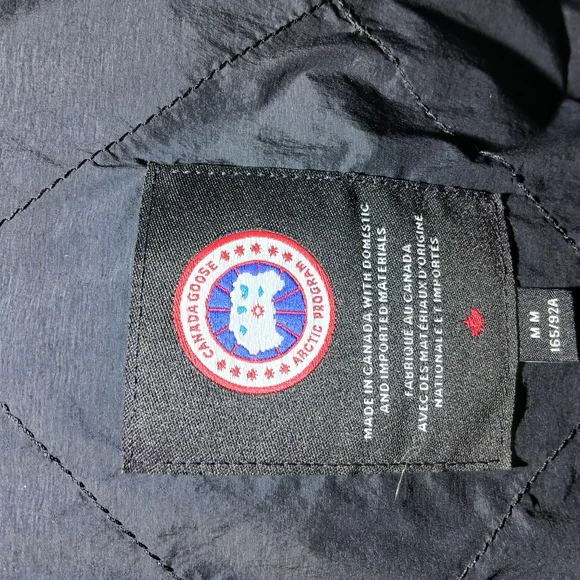 CANADA GOOSE
ARCTIC PROGRAM
MADE IN CANADA WITH DOMESTIC
AND IMPORTED MATERIALS
FABRIQUÉ AU CANADA
AVEC DES MATÉRIAUX D'ORIGINE
NATIONALE ET IMPORTÉS
M M
165/92A